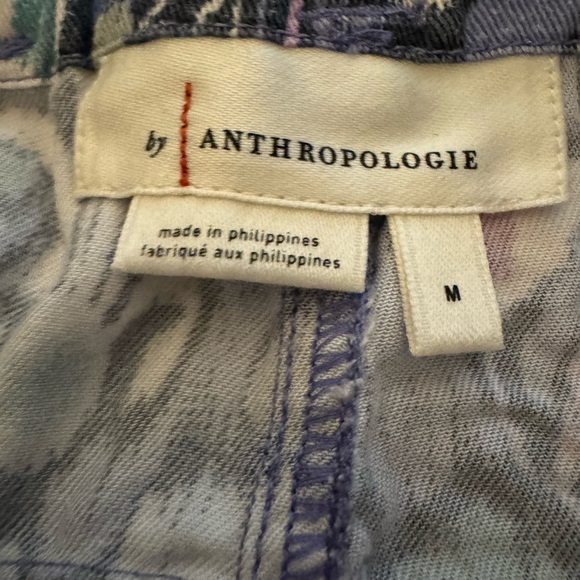 by ANTHROPOLOGIE
made in philippines
fabriqué aux philippines
M